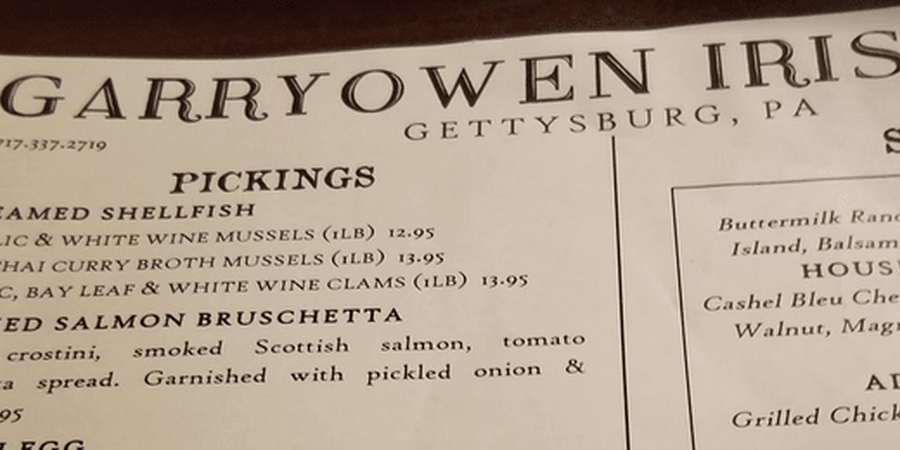 GARRYOWEN IRIS
GETTYSBURG, PA
717·337·2719
PICKINGS
EAMED SHELLFISH
LIC & WHITE WINE MUSSELS (1LB) 12.95
THAI CURRY BROTH MUSSELS (1LB) 13.95
C, BAY LEAF & WHITE WINE CLAMS (1LB) 13.95
ED SALMON BRUSCHETTA
crostini, smoked Scottish salmon, tomato
a spread. Garnished with pickled onion &
95
EGG
S
Buttermilk Ranc
Island, Balsam
HOUS
Cashel Bleu Che
Walnut, Mag
AD
Grilled Chick